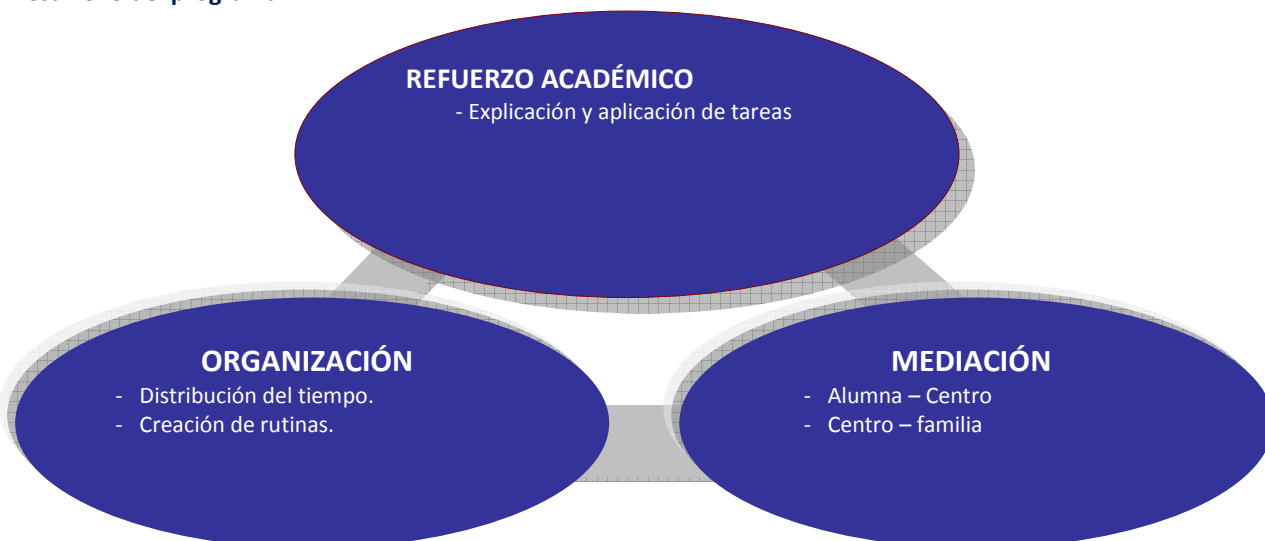 REFUERZO ACADÉMICO
- Explicación y aplicación de tareas
ORGANIZACIÓN
- Distribución del tiempo.
- Creación de rutinas.
MEDIACIÓN
- Alumna – Centro
- Centro – familia